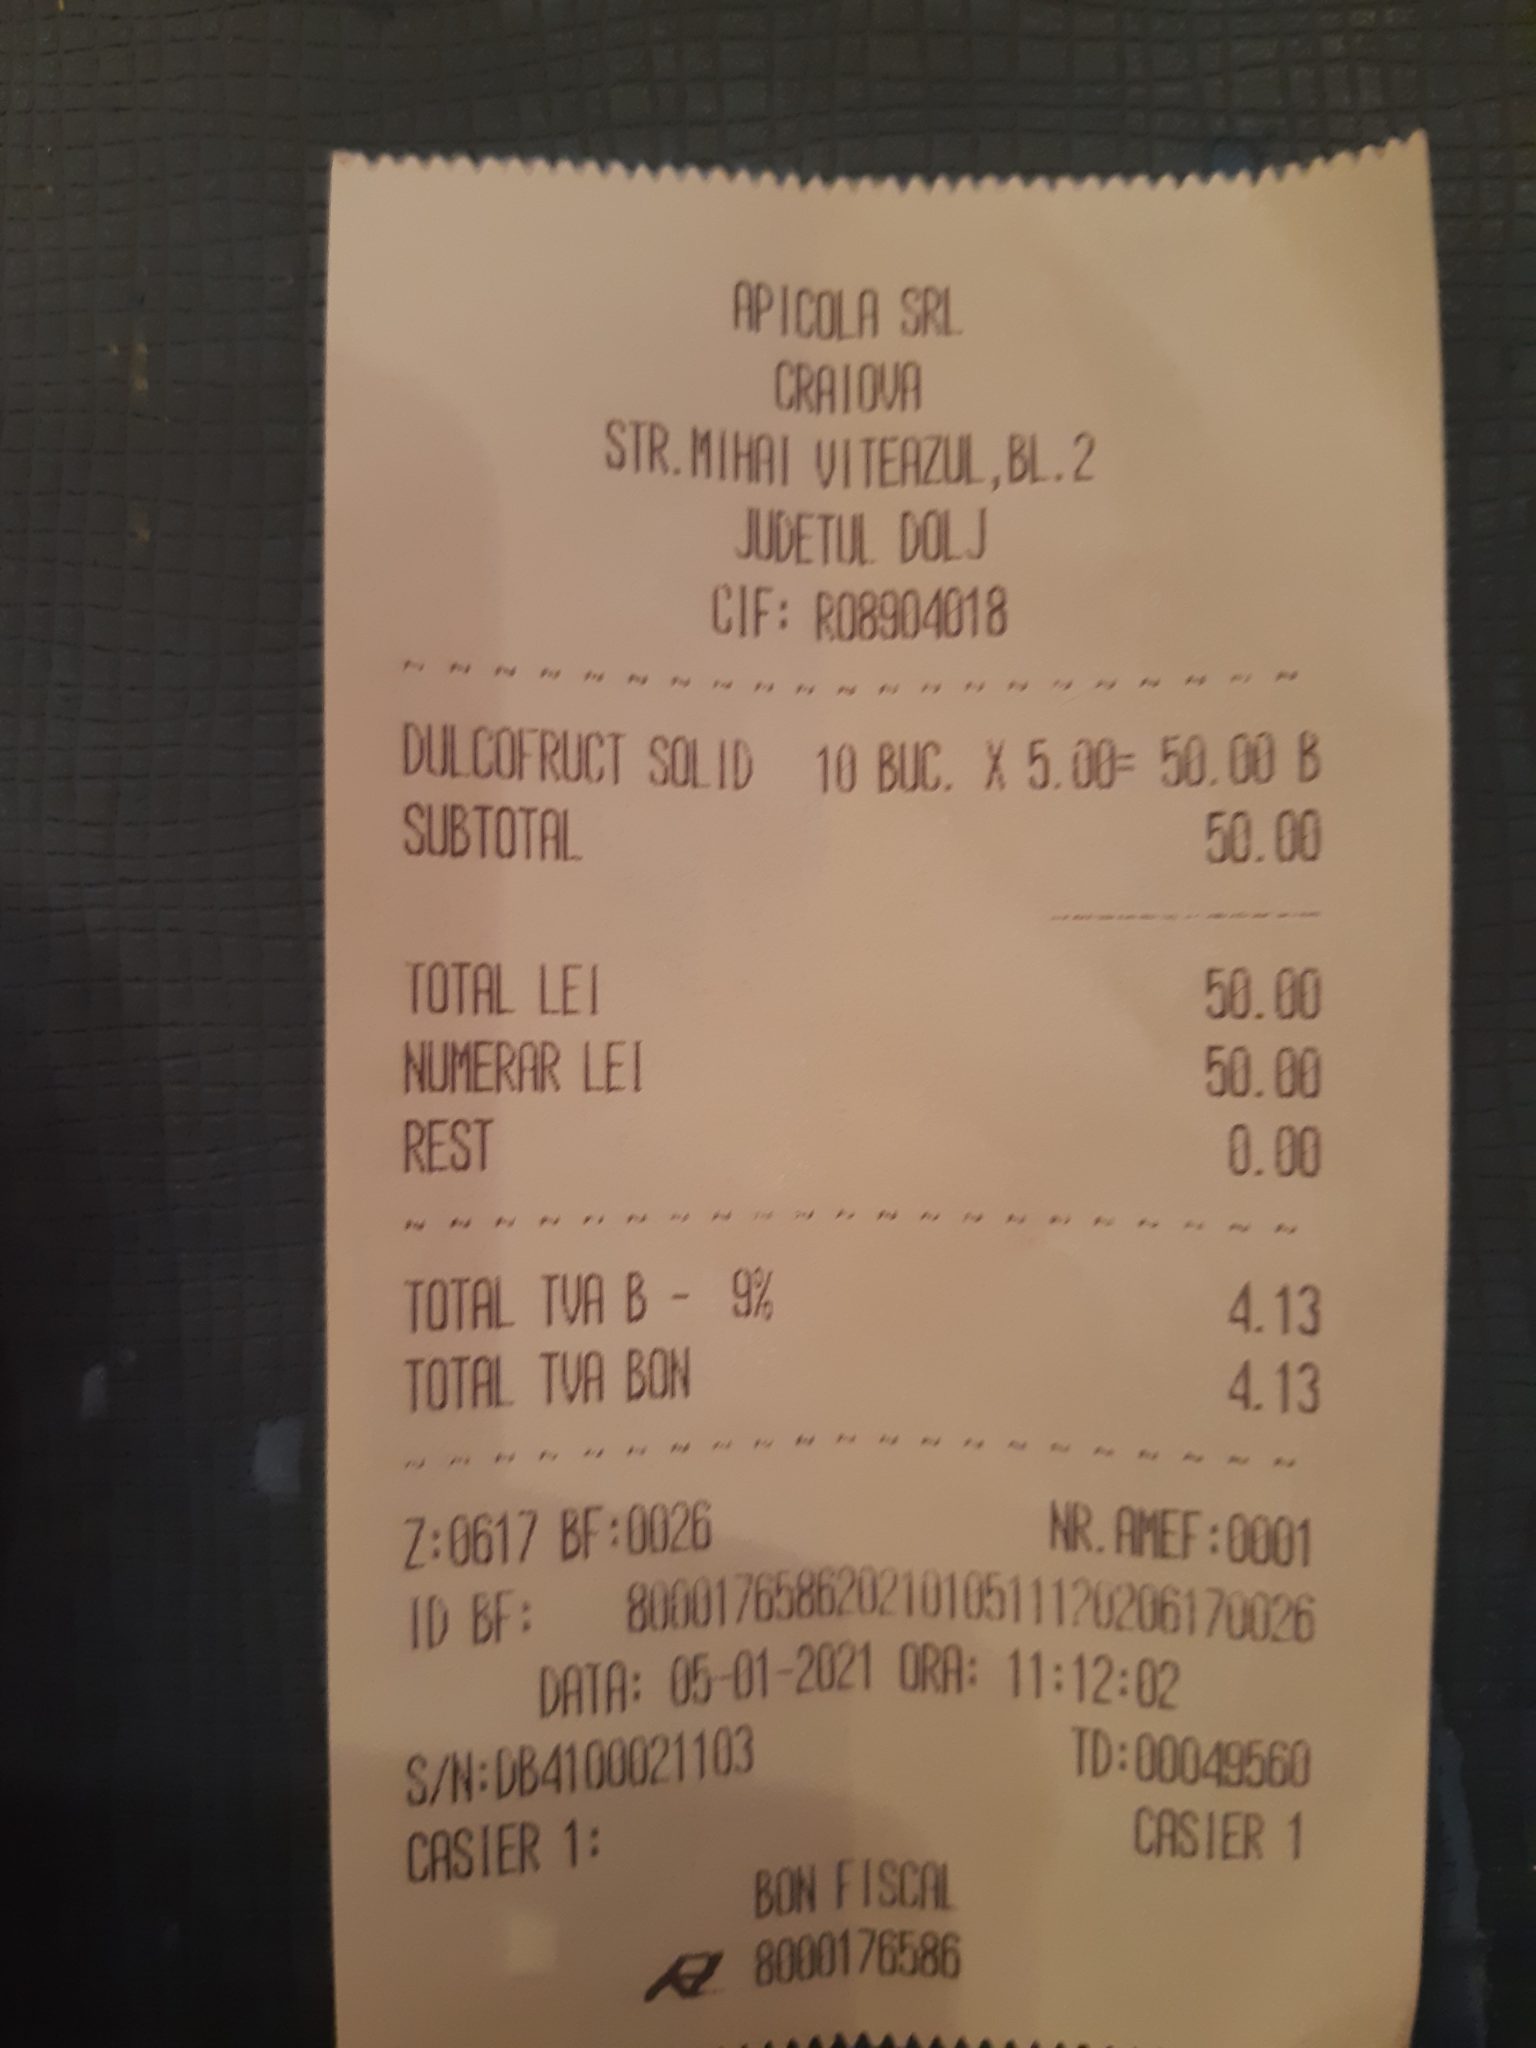 APICOLA SRL
CRAIOVA
STR.MIHAI VITEAZUL,BL.2
JUDETUL DOLJ
CIF: RO8904018
DULCOFRUCT SOLID 10 BUC. X 5.00= 50.00 B
SUBTOTAL 50.00
TOTAL LEI 50.00
NUMERAR LEI 50.00
REST 0.00
TOTAL TVA B - 9% 4.13
TOTAL TVA BON 4.13
Z:0617 BF:0026 NR.AMEF:0001
ID BF: 80001765862021010511120206170026
DATA: 05-01-2021 ORA: 11:12:02
S/N:DB4100021103 TD:00049560
CASIER 1: CASIER 1
BON FISCAL
8000176586